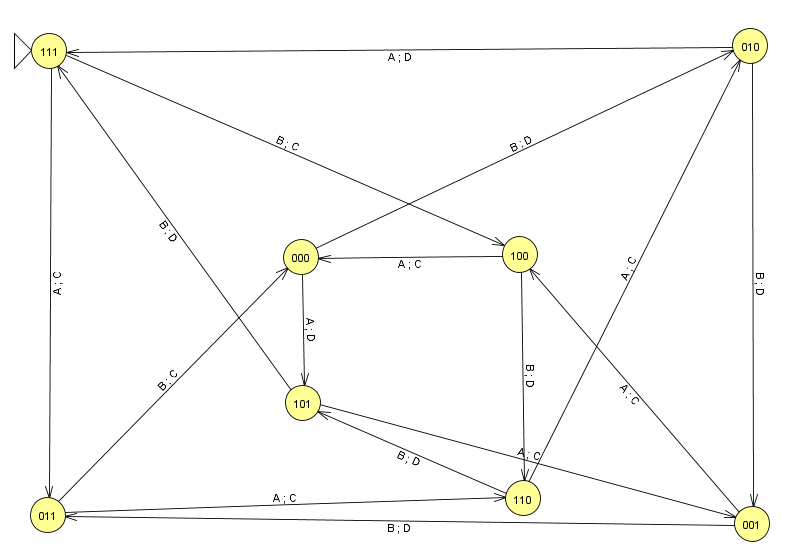 111
010
A ; D
B ; C
B ; D
B ; D
000
100
A ; C
A ; C
A ; C
B ; D
A ; D
B ; C
B ; D
A ; C
101
A ; C
B ; D
110
A ; C
011
001
B ; D